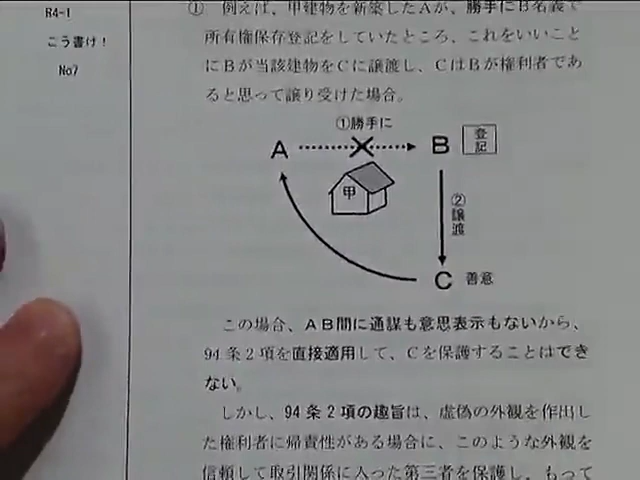 R4-1
こう書け！
No7
① 例えば、甲建物を新築したAが、勝手にB名義で
所有権保存登記をしていたところ、これをいいこと
にBが当該建物をCに譲渡し、CはBが権利者であ
ると思って譲り受けた場合。
①勝手に
A
B
登記
甲
②譲渡
C 善意
この場合、AB間に通謀も意思表示もないから、
94条2項を直接適用して、Cを保護することはでき
ない。
しかし、94条2項の趣旨は、虚偽の外観を作出し
た権利者に帰責性がある場合に、このような外観を
信頼して取引関係に入った第三者を保護し、もって